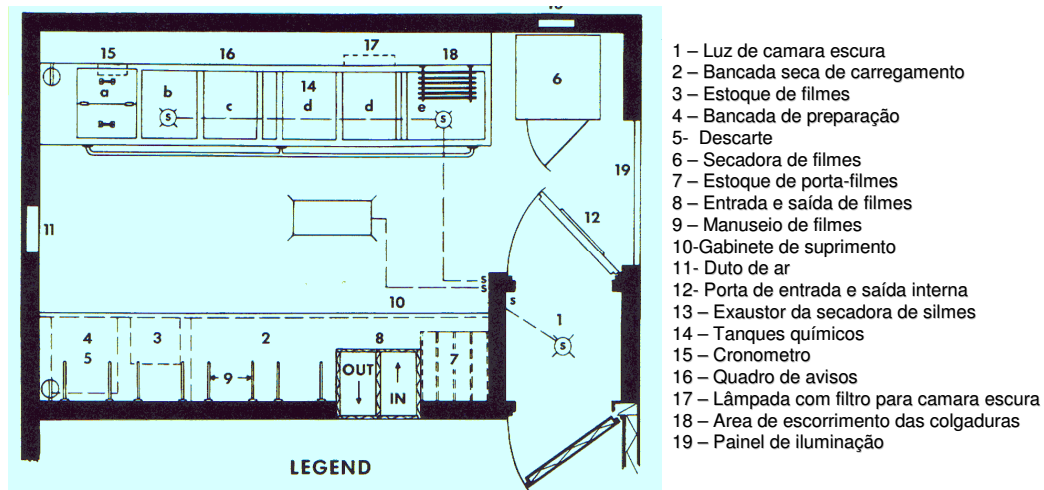 15 16 17 18
a b c 14 d d e 6
S S
19
12
11
S
S
10 S 1
S
4 3 2 8
5 9 OUT IN 7
LEGEND
1 – Luz de camara escura
2 – Bancada seca de carregamento
3 – Estoque de filmes
4 – Bancada de preparação
5- Descarte
6 – Secadora de filmes
7 – Estoque de porta-filmes
8 – Entrada e saída de filmes
9 – Manuseio de filmes
10-Gabinete de suprimento
11- Duto de ar
12- Porta de entrada e saída interna
13 – Exaustor da secadora de silmes
14 – Tanques químicos
15 – Cronometro
16 – Quadro de avisos
17 – Lâmpada com filtro para camara escura
18 – Area de escorrimento das colgaduras
19 – Painel de iluminação